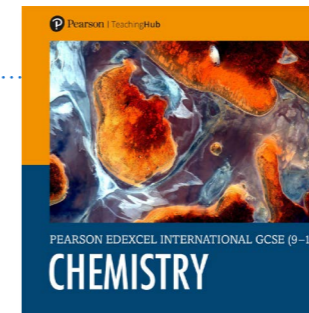 Pearson | TeachingHub
PEARSON EDEXCEL INTERNATIONAL GCSE (9–1
CHEMISTRY